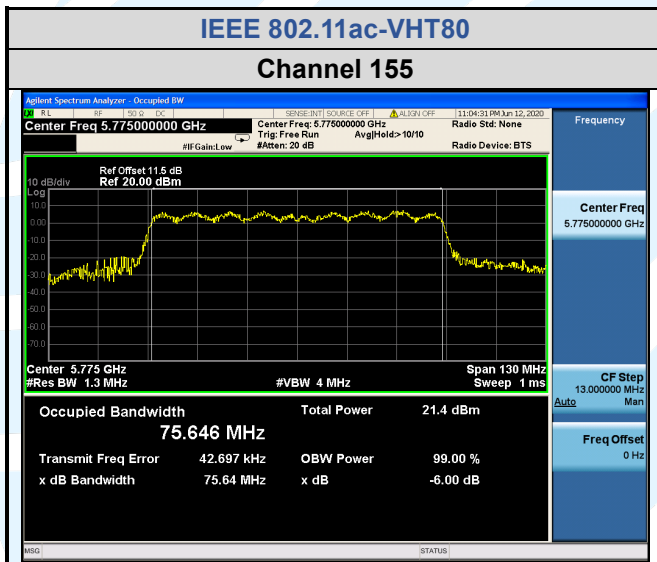 IEEE 802.11ac-VHT80
Channel 155
Agilent Spectrum Analyzer - Occupied BW
RL RF 50 Ω DC SENSE:INT SOURCE OFF ALIGN OFF 11:04:31 PM Jun 12, 2020
Center Freq 5.775000000 GHz Center Freq: 5.775000000 GHz Radio Std: None
Trig: Free Run Avg|Hold:>10/10
#IFGain:Low #Atten: 20 dB Radio Device: BTS
Ref Offset 11.5 dB
10 dB/div Ref 20.00 dBm
Log
10.0
0.00
-10.0
-20.0
-30.0
-40.0
-50.0
-60.0
-70.0
Center 5.775 GHz Span 130 MHz
#Res BW 1.3 MHz #VBW 4 MHz Sweep 1 ms
Occupied Bandwidth Total Power 21.4 dBm
75.646 MHz
Transmit Freq Error 42.697 kHz OBW Power 99.00 %
x dB Bandwidth 75.64 MHz x dB -6.00 dB
MSG STATUS
Frequency
Center Freq
5.775000000 GHz
CF Step
13.000000 MHz
Auto Man
Freq Offset
0 Hz